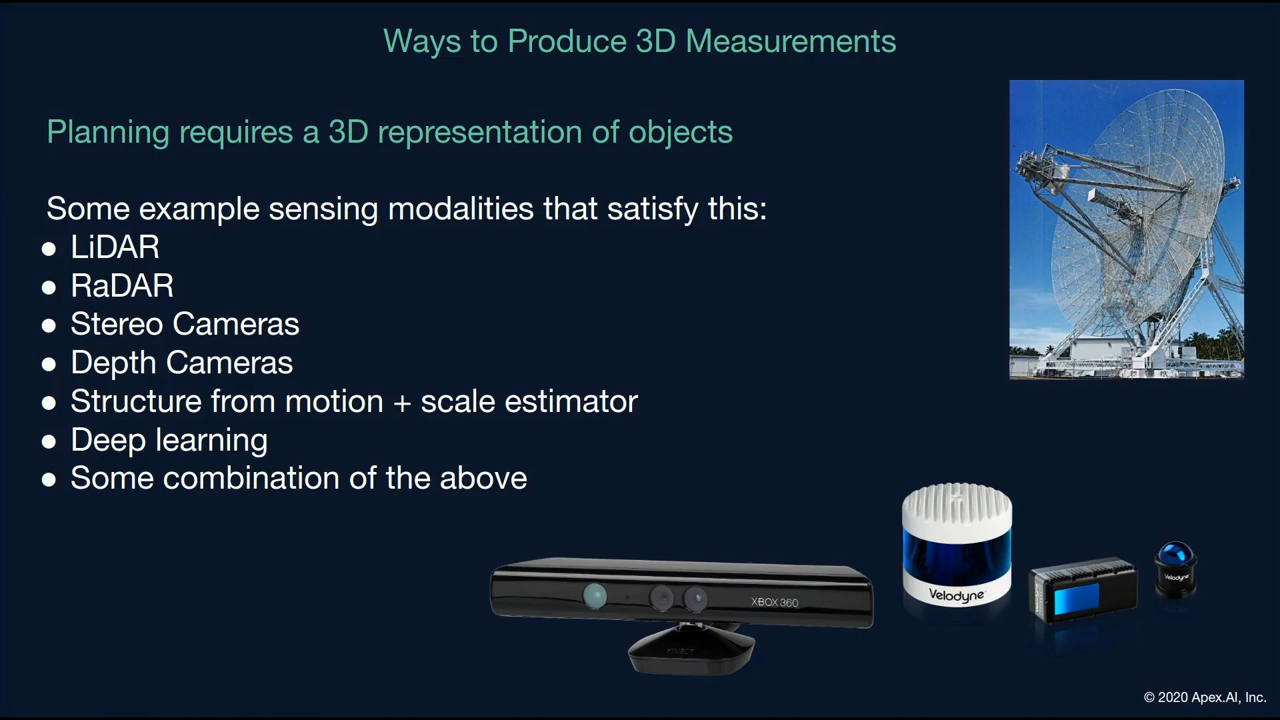 Ways to Produce 3D Measurements
Planning requires a 3D representation of objects
Some example sensing modalities that satisfy this:
● LiDAR
● RaDAR
● Stereo Cameras
● Depth Cameras
● Structure from motion + scale estimator
● Deep learning
● Some combination of the above
XBOX 360
KINECT
Velodyne
Velodyne
© 2020 Apex.AI, Inc.